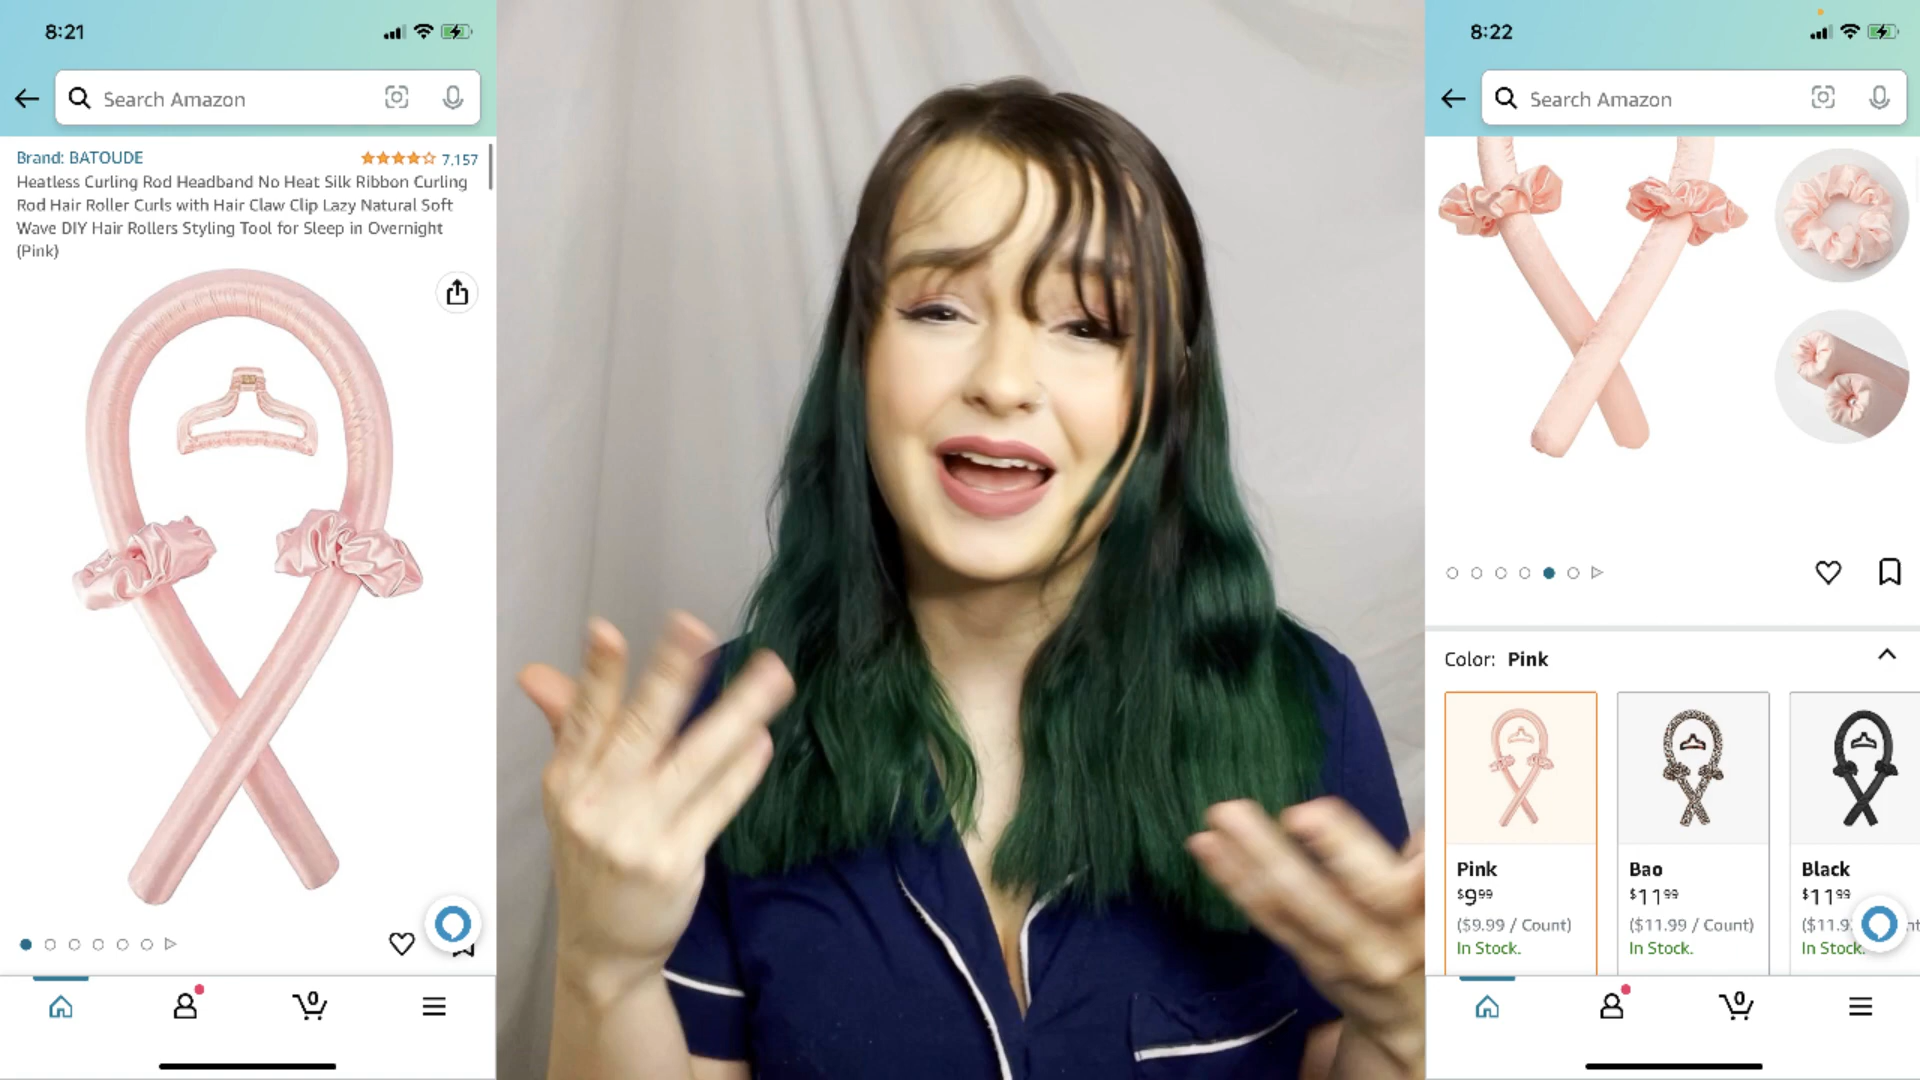 8:21
Search Amazon
Brand: BATOUDE
7,157
Heatless Curling Rod Headband No Heat Silk Ribbon Curling
Rod Hair Roller Curls with Hair Claw Clip Lazy Natural Soft
Wave DIY Hair Rollers Styling Tool for Sleep in Overnight
(Pink)
0
8:22
Search Amazon
Color: Pink
Pink
$9.99
($9.99 / Count)
In Stock.
Bao
$11.99
($11.99 / Count)
In Stock.
Black
$11.99
($11.9
In Stock.
0